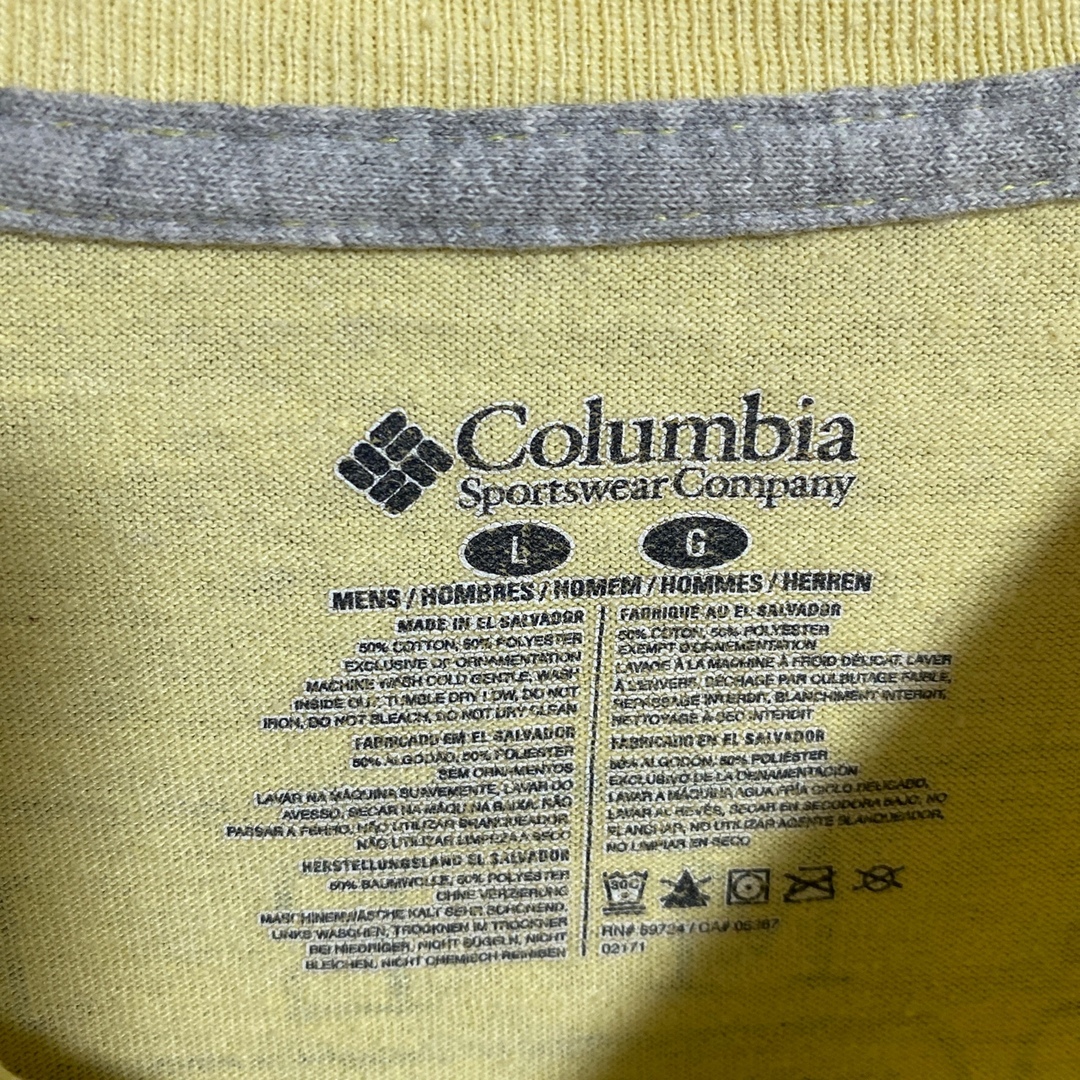 Columbia
Sportswear Company
L G
MENS / HOMBRES / HOMEM / HOMMES / HERREN
MADE IN EL SALVADOR
50% COTTON, 50% POLYESTER
EXCLUSIVE OF ORNAMENTATION
MACHINE WASH COLD GENTLE, WASH
INSIDE OUT, TUMBLE DRY LOW, DO NOT
IRON, DO NOT BLEACH, DO NOT DRY CLEAN
FABRICADO EM EL SALVADOR
50% ALGODÃO, 50% POLIÉSTER
SEM ORNAMENTOS
LAVAR NA MÁQUINA SUAVEMENTE, LAVAR DO
AVESSO, SECAR NA MÁQUINA BAIXA, NÃO
PASSAR A FERRO, NÃO UTILIZAR BRANQUEADOR
NÃO UTILIZAR LIMPEZA A SECO
HERSTELLUNGSLAND EL SALVADOR
50% BAUMWOLLE, 50% POLYESTER
OHNE VERZIERUNG
MASCHINENWÄSCHE KALT SEHR SCHONEND,
LINKS WASCHEN, TROCKNEN IM TROCKNER
BEI NIEDRIGER, NICHT BÜGELN, NICHT
BLEICHEN, NICHT CHEMISCH REINIGEN
FABRIQUÉ AU EL SALVADOR
50% COTON, 50% POLYESTER
EXEMPT D'ORNEMENTATION
LAVAGE À LA MACHINE À FROID DÉLICAT, LAVER
À L'ENVERS, SÉCHAGE PAR CULBUTAGE FAIBLE,
REPASSAGE INTERDIT, BLANCHIMENT INTERDIT,
NETTOYAGE À SEC INTERDIT
FABRICADO EN EL SALVADOR
50% ALGODÓN, 50% POLIÉSTER
EXCLUSIVO DE LA ORNAMENTACIÓN
LAVAR A MÁQUINA AGUA FRÍA CICLO DELICADO,
LAVAR AL REVÉS, SECAR EN SECODORA BAJO, NO
PLANCHAR, NO UTILIZAR AGENTE BLANQUEADOR,
NO LIMPIAR EN SECO
30C
RN# 69724 / CA#
02171